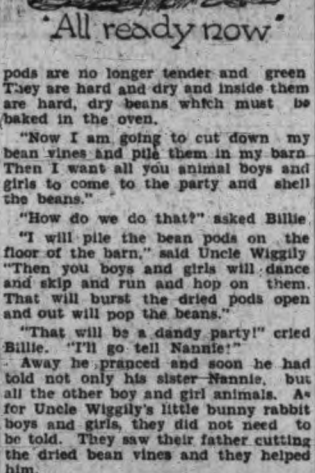 "All ready now"
pods are no longer tender and green
They are hard and dry and inside them
are hard, dry beans which must be
baked in the oven.
"Now I am going to cut down my
bean vines and pile them in my barn
Then I want all you animal boys and
girls to come to the party and shell
the beans."
"How do we do that?" asked Billie
"I will pile the bean pods on the
floor of the barn," said Uncle Wiggily
"Then you boys and girls will dance
and skip and run and hop on them.
That will burst the dried pods open
and out will pop the beans."
"That will be a dandy party!" cried
Billie. "I'll go tell Nannie!"
Away he pranced and soon he had
told not only his sister Nannie, but
all the other boy and girl animals. As
for Uncle Wiggily's little bunny rabbit
boys and girls, they did not need to
be told. They saw their father cutting
the dried bean vines and they helped
him.